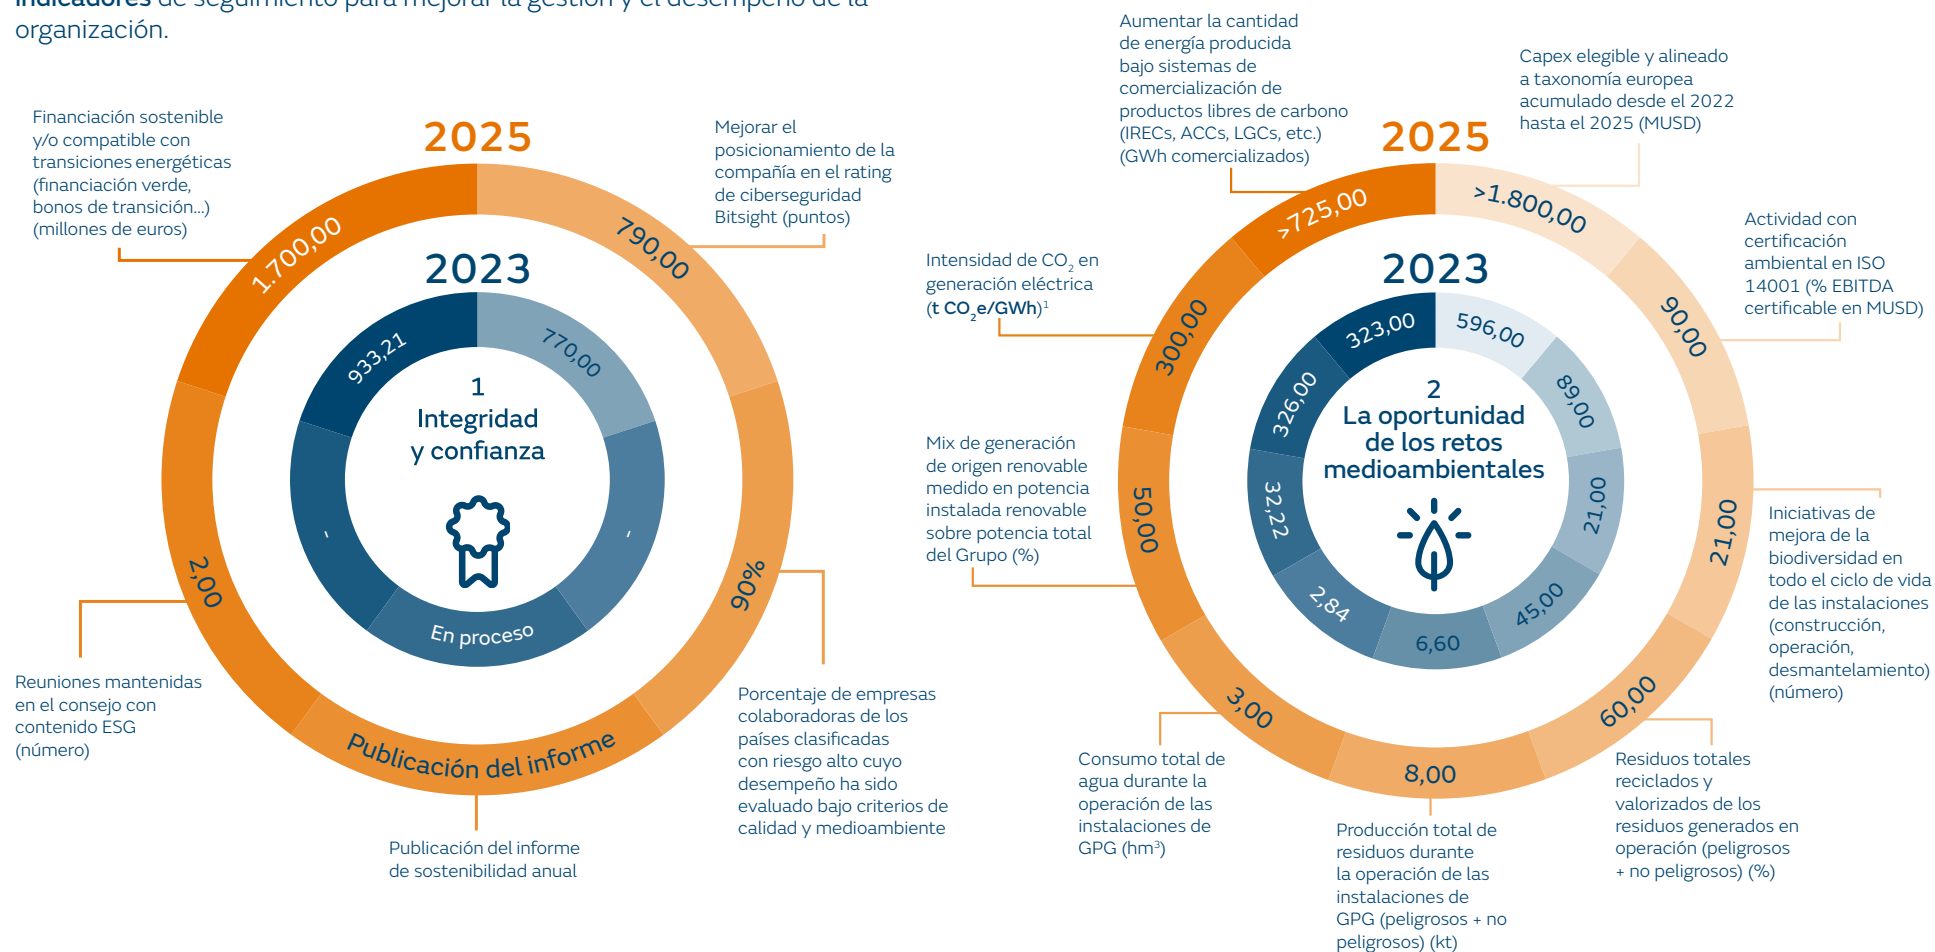 Indicadores de seguimiento para mejorar la gestión y el desempeño de la
organización.
Financiación sostenible
y/o compatible con
transiciones energéticas
(financiación verde,
bonos de transición...)
(millones de euros)
2025
Mejorar el
posicionamiento de la
compañía en el rating
de ciberseguridad
Bitsight (puntos)
1.700,00
790,00
2023
933,21
770,00
1
Integridad
y confianza
-
-
En proceso
2,00
90%
Publicación del informe
Reuniones mantenidas
en el consejo con
contenido ESG
(número)
Porcentaje de empresas
colaboradoras de los
países clasificadas
con riesgo alto cuyo
desempeño ha sido
evaluado bajo criterios de
calidad y medioambiente
Publicación del informe
de sostenibilidad anual
Aumentar la cantidad
de energía producida
bajo sistemas de
comercialización de
productos libres de carbono
(IRECs, ACCs, LGCs, etc.)
(GWh comercializados)
2025
Capex elegible y alineado
a taxonomía europea
acumulado desde el 2022
hasta el 2025 (MUSD)
>725,00
>1.800,00
Actividad con
certificación
ambiental en ISO
14001 (% EBITDA
certificable en MUSD)
Intensidad de CO₂ en
generación eléctrica
(t CO₂e/GWh)¹
2023
300,00
90,00
323,00
596,00
326,00
89,00
2
La oportunidad
de los retos
medioambientales
Mix de generación
de origen renovable
medido en potencia
instalada renovable
sobre potencia total
del Grupo (%)
50,00
32,22
21,00
21,00
Iniciativas de
mejora de la
biodiversidad en
todo el ciclo de vida
de las instalaciones
(construcción,
operación,
desmantelamiento)
(número)
2,84
6,60
45,00
3,00
8,00
60,00
Consumo total de
agua durante la
operación de las
instalaciones de
GPG (hm³)
Producción total de
residuos durante
la operación de las
instalaciones de
GPG (peligrosos + no
peligrosos) (kt)
Residuos totales
reciclados y
valorizados de los
residuos generados en
operación (peligrosos
+ no peligrosos) (%)